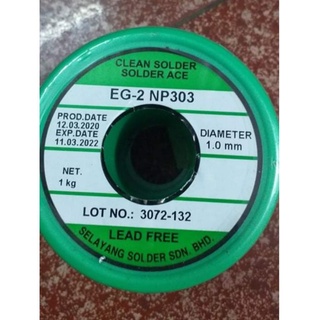 CLEAN SOLDER
SOLDER ACE
EG-2 NP303
PROD.DATE
12.03.2020
EXP.DATE
11.03.2022
DIAMETER
1.0 mm
NET.
1 kg
LOT NO.: 3072-132
LEAD FREE
SELAYANG SOLDER SDN. BHD.